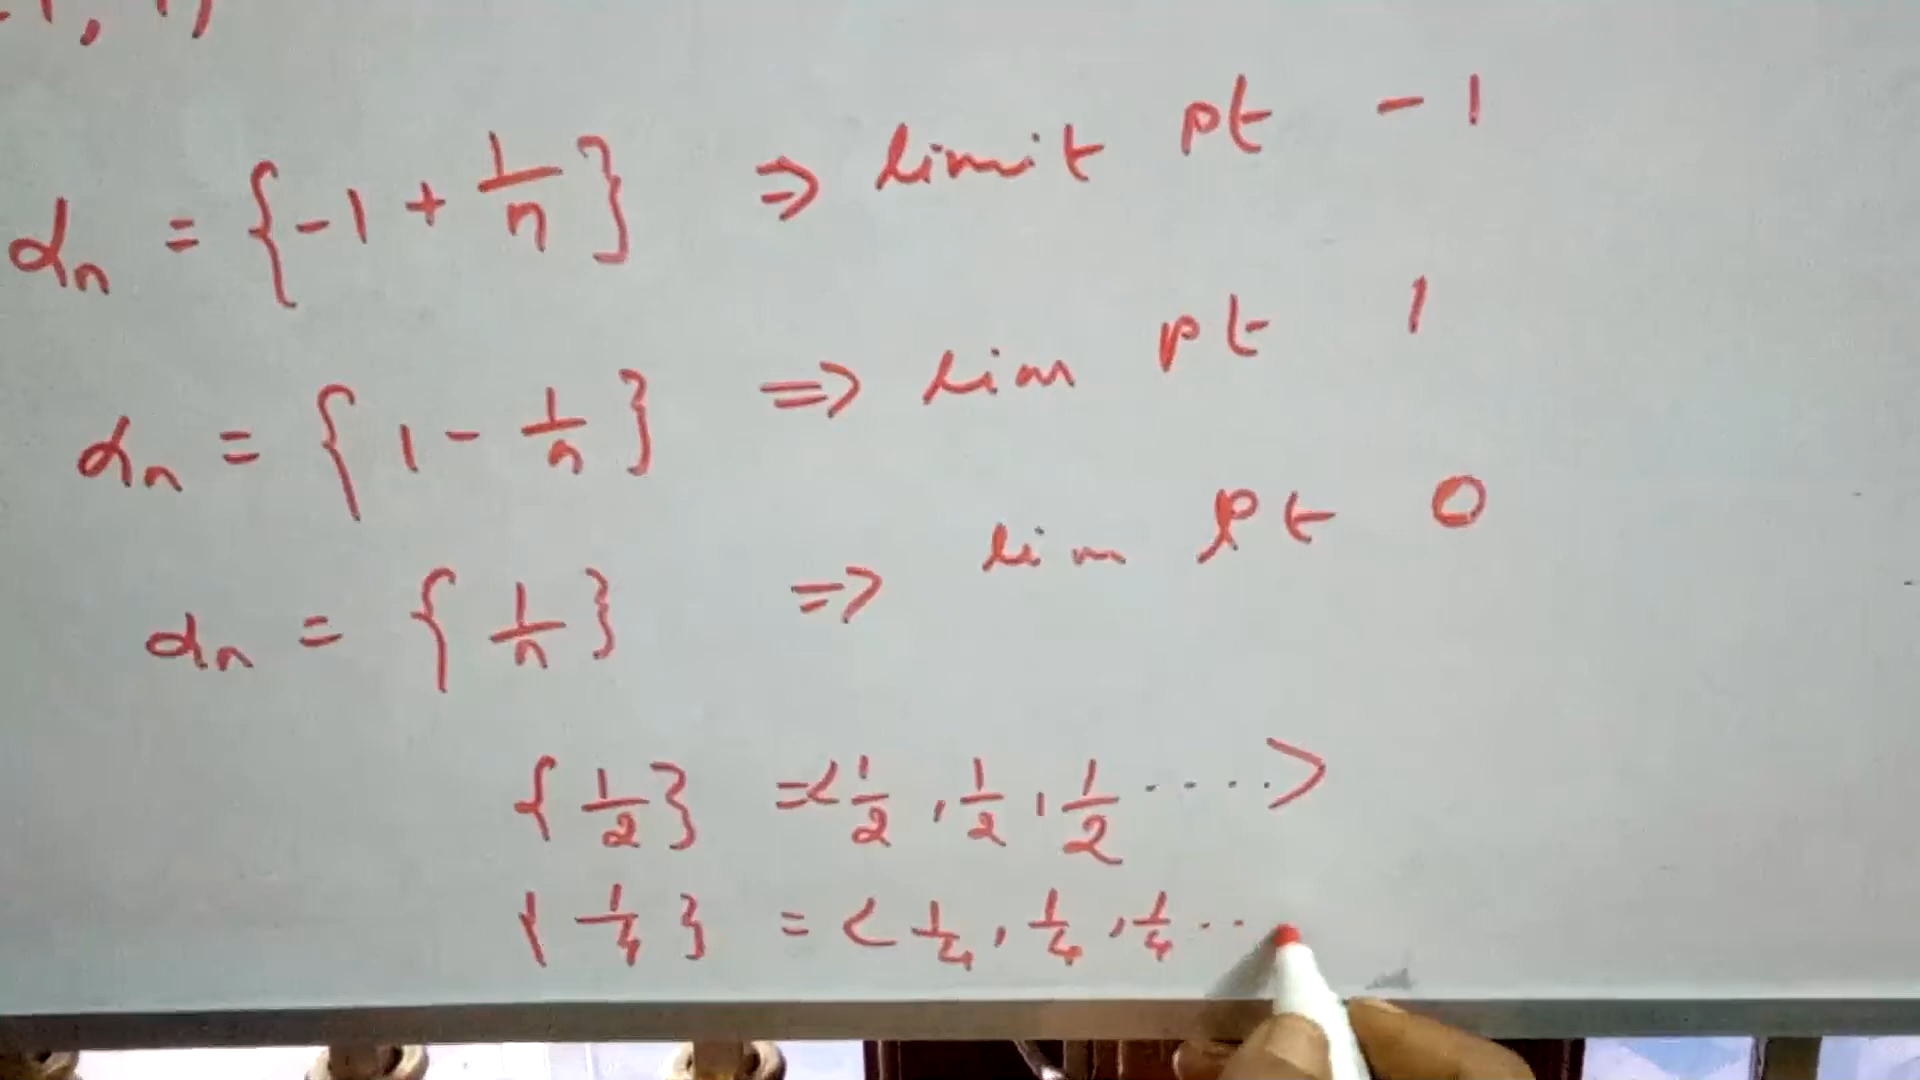 αn = {-1 + 1/n} ⇒ limit pt -1
αn = {1 - 1/n} ⇒ lim pt 1
αn = {1/n} ⇒ lim pt 0
{1/2} = <1/2, 1/2, 1/2 .....>
{1/4} = <1/4, 1/4, 1/4 ...